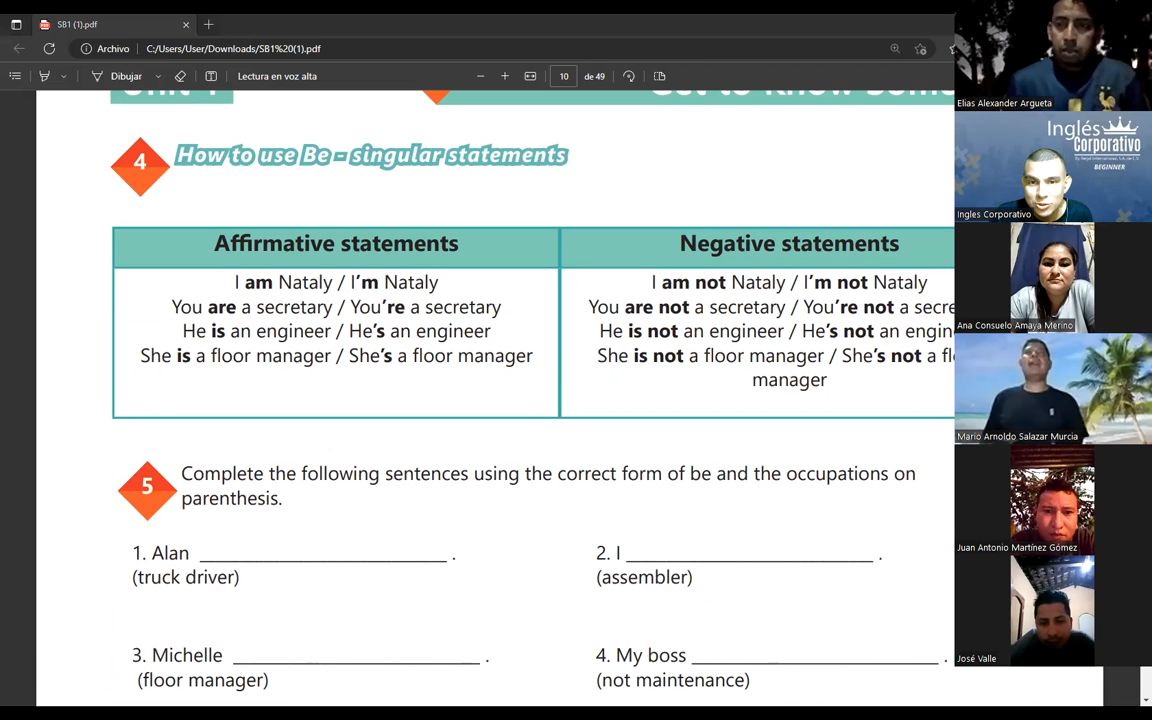 SB1 (1).pdf
Archivo C:/Users/User/Downloads/SB1%20(1).pdf
Dibujar Lectura en voz alta 10 de 49
4 How to use Be - singular statements
Affirmative statements
I am Nataly / I'm Nataly
You are a secretary / You're a secretary
He is an engineer / He's an engineer
She is a floor manager / She's a floor manager
Negative statements
I am not Nataly / I'm not Nataly
You are not a secretary / You're not a secre
He is not an engineer / He's not an engin
She is not a floor manager / She's not a fl
manager
5 Complete the following sentences using the correct form of be and the occupations on
parenthesis.
1. Alan ______________________ .
(truck driver)
2. I ______________________ .
(assembler)
3. Michelle ______________________ .
(floor manager)
4. My boss ______________________ .
(not maintenance)
Elias Alexander Argueta
Inglés
Corporativo
BEGINNER
Ingles Corporativo
Ana Consuelo Amaya Merino
Mario Arnoldo Salazar Murcia
Juan Antonio Martínez Gómez
José Valle